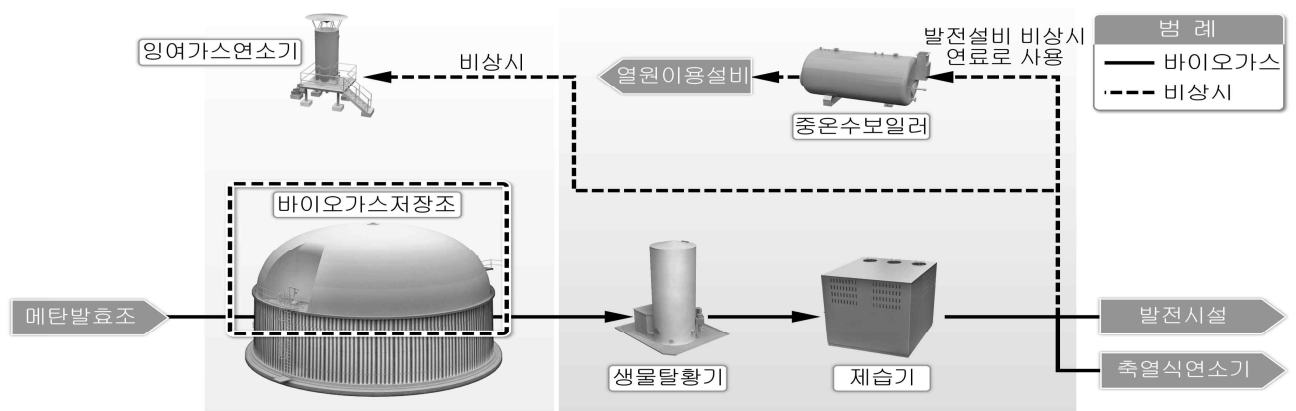 잉여가스연소기
비상시
열원이용설비
발전설비 비상시
연료로 사용
중온수보일러
범 례
바이오가스
비상시
바이오가스저장조
메탄발효조
생물탈황기
제습기
발전시설
축열식연소기